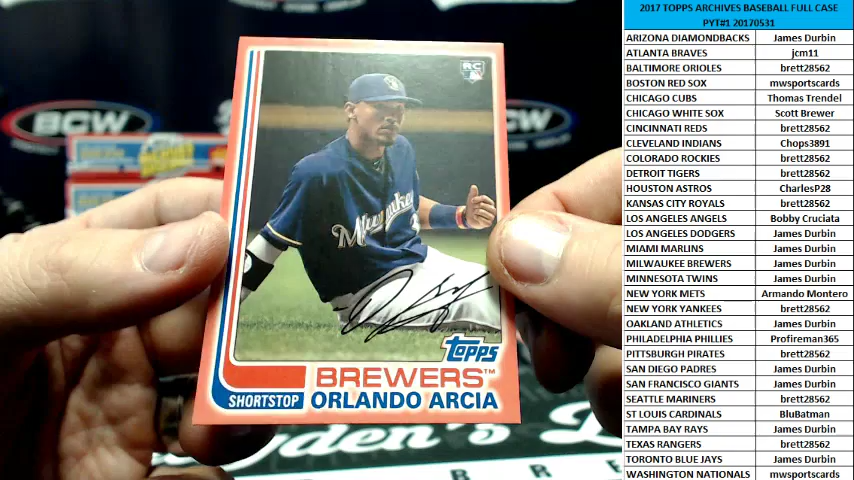 BCW
RC
Milwaukee
topps
BREWERS™
SHORTSTOP ORLANDO ARCIA
BRE
2017 TOPPS ARCHIVES BASEBALL FULL CASE
PYT#1 20170531
ARIZONA DIAMONDBACKS James Durbin
ATLANTA BRAVES jcm11
BALTIMORE ORIOLES brett28562
BOSTON RED SOX mwsportscards
CHICAGO CUBS Thomas Trendel
CHICAGO WHITE SOX Scott Brewer
CINCINNATI REDS brett28562
CLEVELAND INDIANS Chops3891
COLORADO ROCKIES brett28562
DETROIT TIGERS brett28562
HOUSTON ASTROS CharlesP28
KANSAS CITY ROYALS brett28562
LOS ANGELES ANGELS Bobby Cruciata
LOS ANGELES DODGERS James Durbin
MIAMI MARLINS James Durbin
MILWAUKEE BREWERS James Durbin
MINNESOTA TWINS James Durbin
NEW YORK METS Armando Montero
NEW YORK YANKEES brett28562
OAKLAND ATHLETICS James Durbin
PHILADELPHIA PHILLIES Profireman365
PITTSBURGH PIRATES brett28562
SAN DIEGO PADRES James Durbin
SAN FRANCISCO GIANTS James Durbin
SEATTLE MARINERS brett28562
ST LOUIS CARDINALS BluBatman
TAMPA BAY RAYS James Durbin
TEXAS RANGERS brett28562
TORONTO BLUE JAYS James Durbin
WASHINGTON NATIONALS mwsportscards